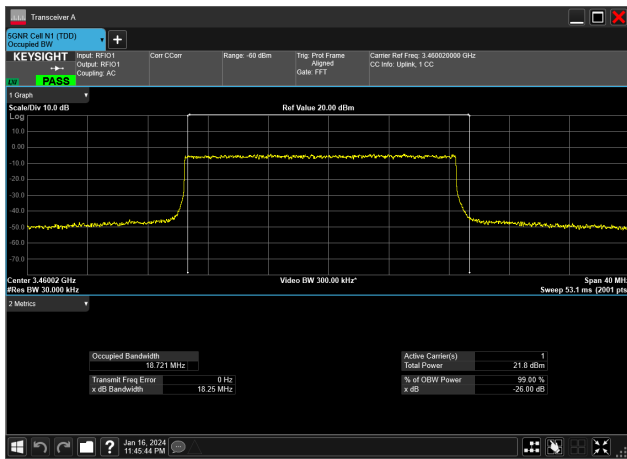 Transceiver A
5GNR Cell N1 (TDD)
Occupied BW
KEYSIGHT
LXI
PASS
Input: RFIO1
Output: RFIO1
Coupling: AC
Corr CCorr
Range: -60 dBm
Trig: Prot Frame
Aligned
Gate: FFT
Carrier Ref Freq: 3.460020000 GHz
CC Info: Uplink, 1 CC
1 Graph
Scale/Div 10.0 dB
Ref Value 20.00 dBm
Log
10.0
0.00
-10.0
-20.0
-30.0
-40.0
-50.0
-60.0
-70.0
Center 3.46002 GHz
Video BW 300.00 kHz*
Span 40 MHz
#Res BW 30.000 kHz
Sweep 53.1 ms (2001 pts)
2 Metrics
Occupied Bandwidth
18.721 MHz
Transmit Freq Error 0 Hz
x dB Bandwidth 18.25 MHz
Active Carrier(s) 1
Total Power 21.8 dBm
% of OBW Power 99.00 %
x dB -26.00 dB
Jan 16, 2024
11:45:44 PM